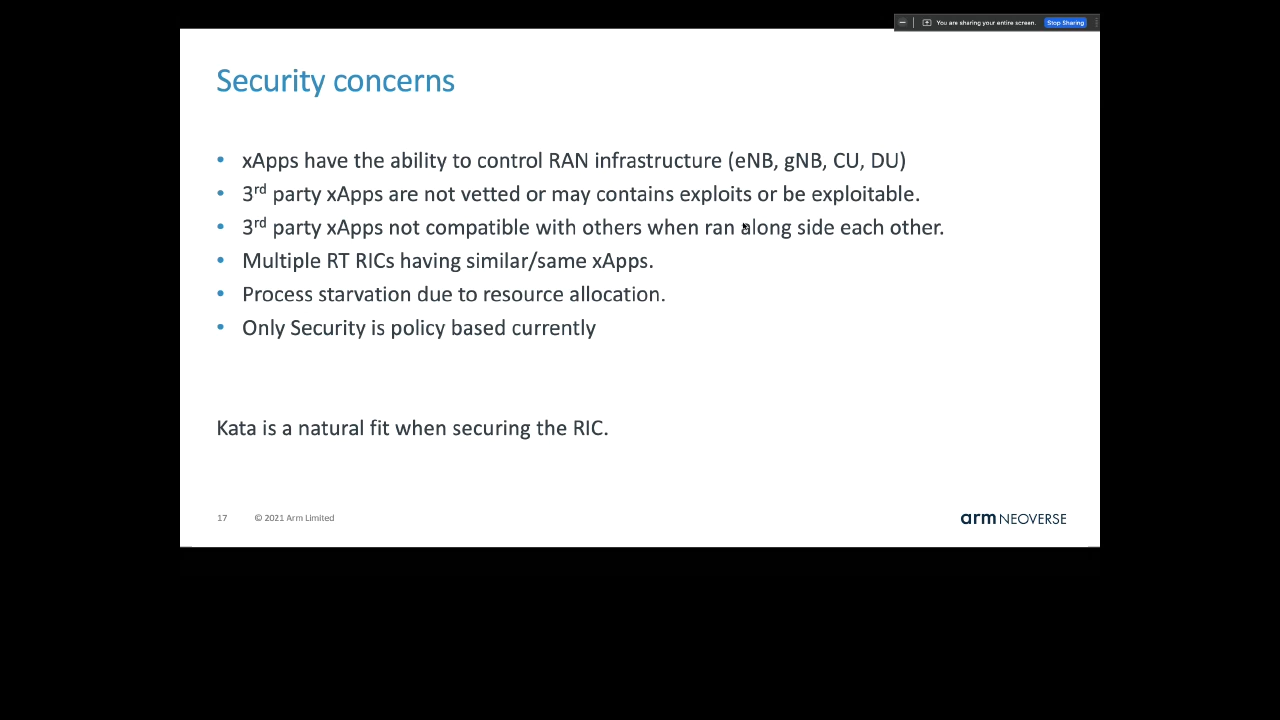 You are sharing your entire screen. Stop Sharing
Security concerns
• xApps have the ability to control RAN infrastructure (eNB, gNB, CU, DU)
• 3rd party xApps are not vetted or may contains exploits or be exploitable.
• 3rd party xApps not compatible with others when ran along side each other.
• Multiple RT RICs having similar/same xApps.
• Process starvation due to resource allocation.
• Only Security is policy based currently
Kata is a natural fit when securing the RIC.
17 © 2021 Arm Limited arm NEOVERSE